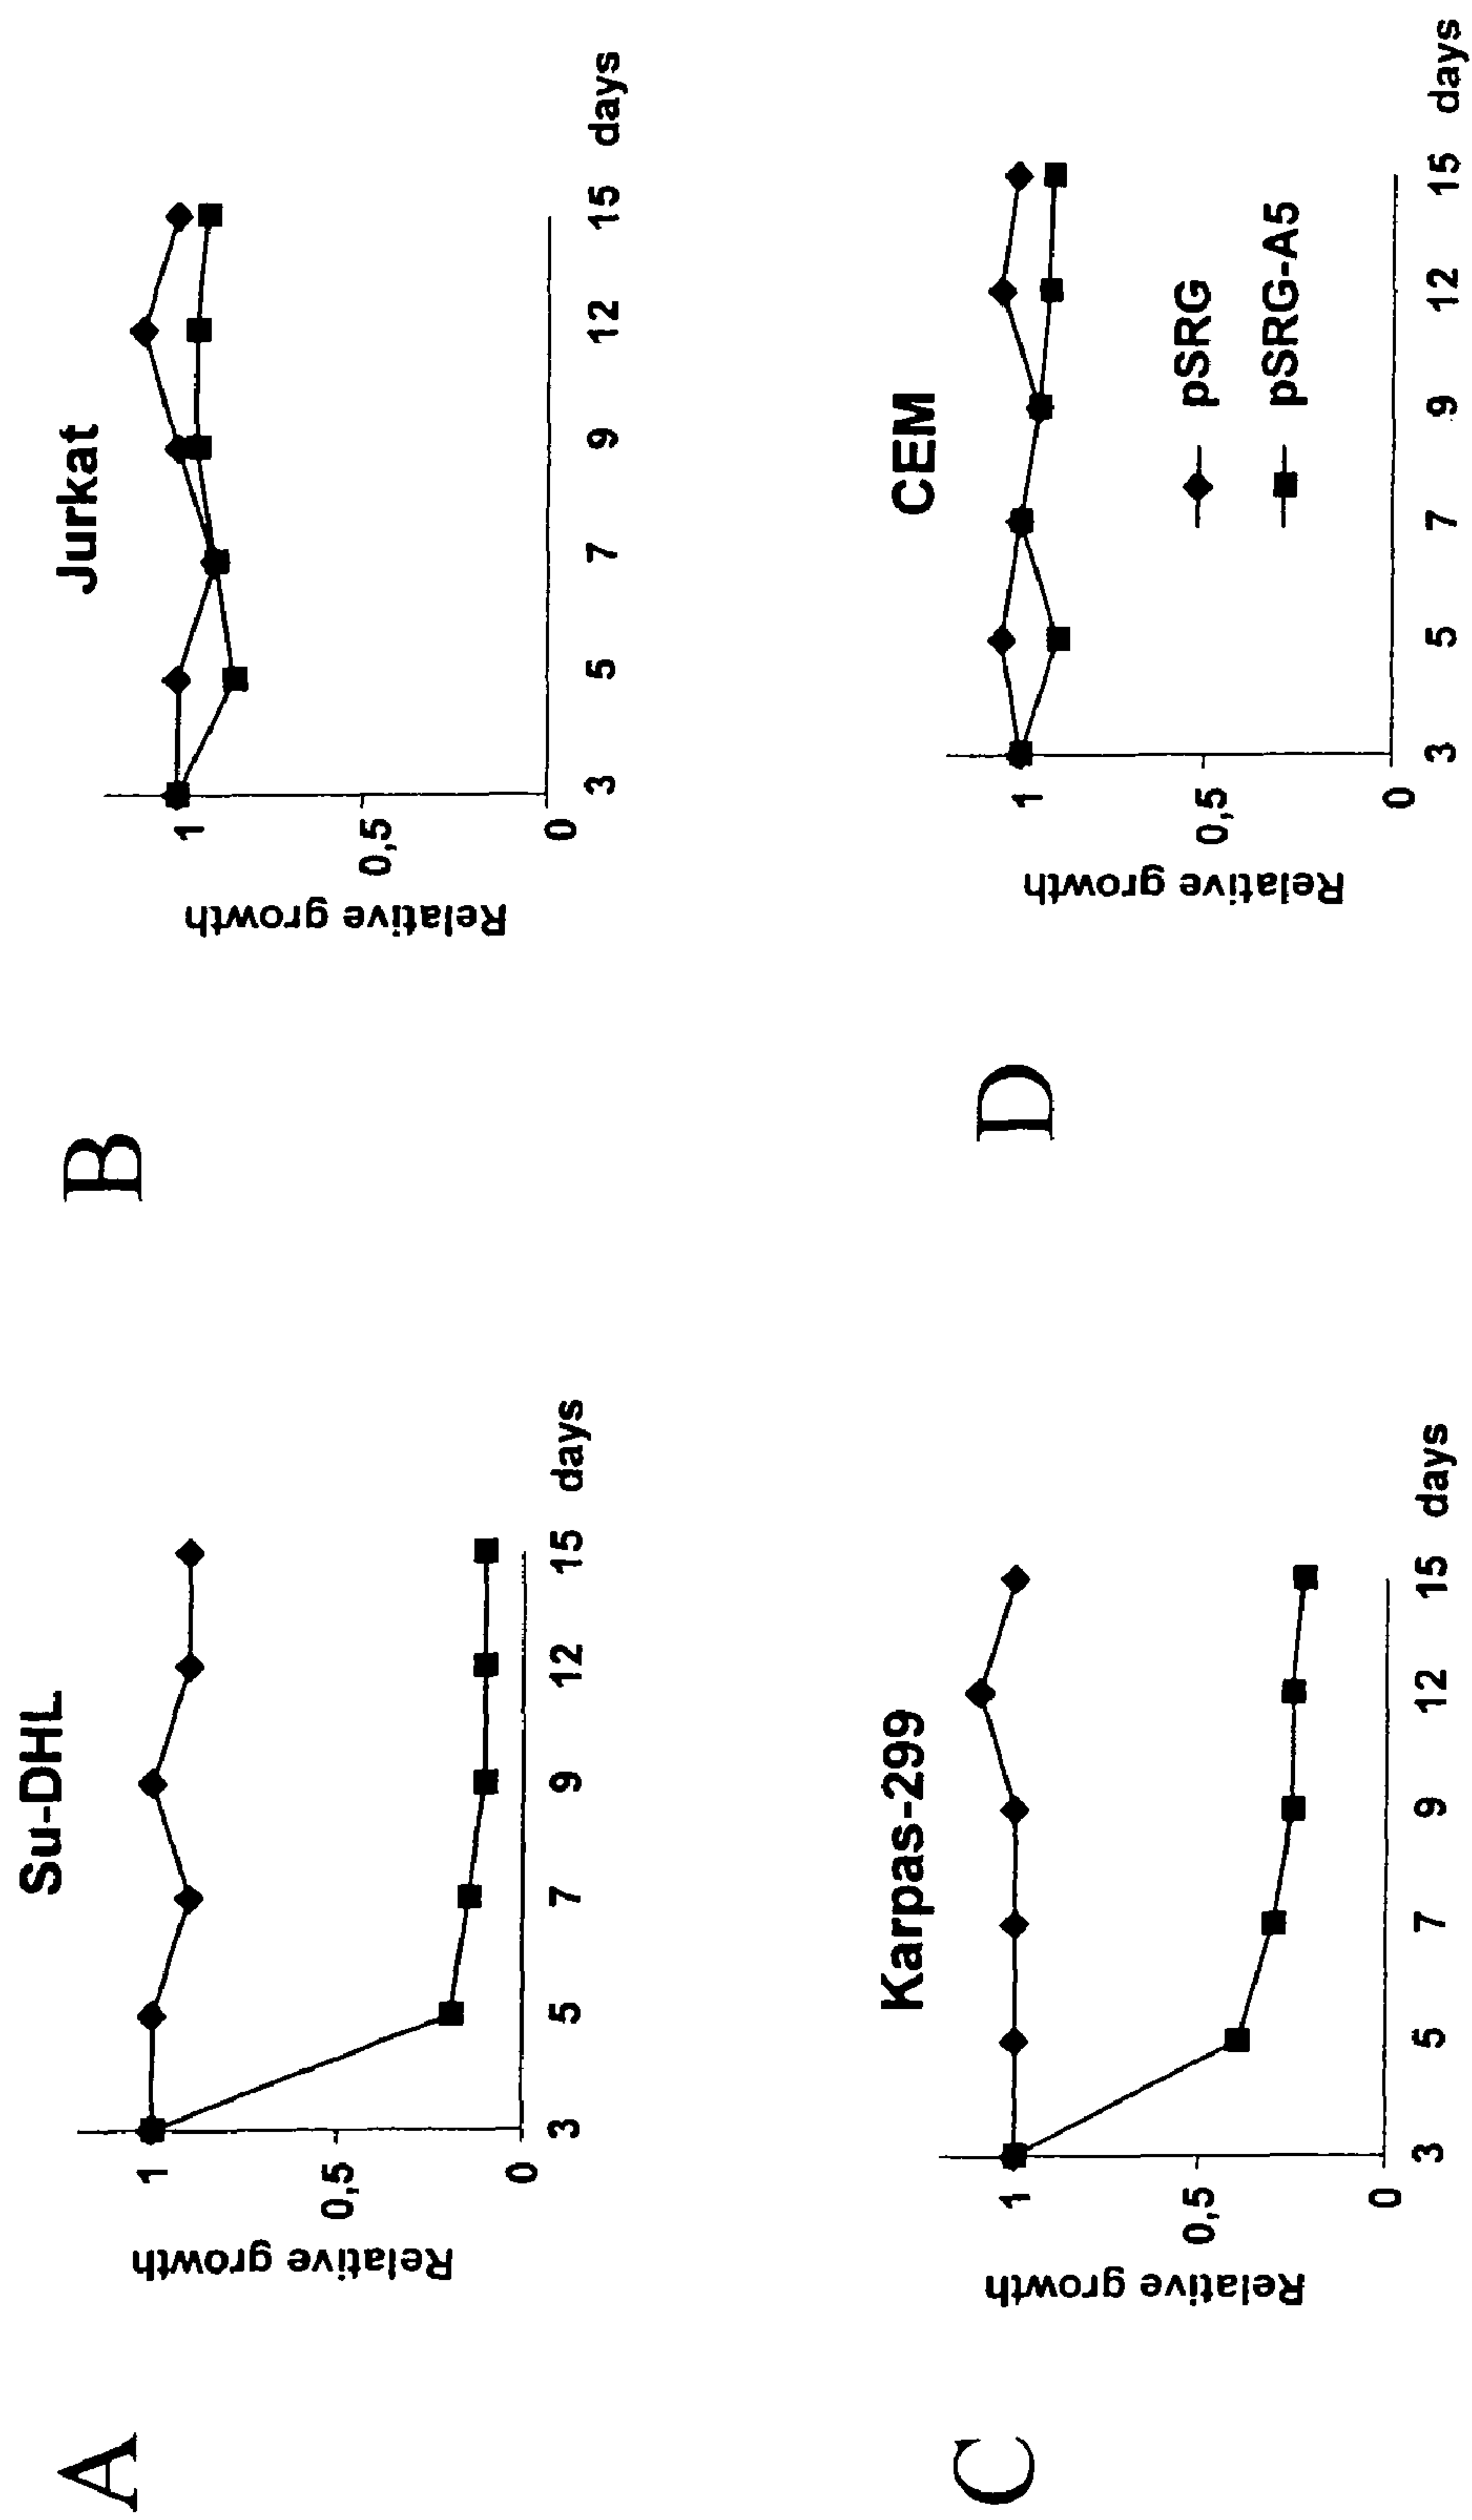 A
Su-DHL
Relative growth
1
0,5
0
3 5 7 9 12 15 days
B
Jurkat
Relative growth
1
0,5
0
3 5 7 9 12 15 days
C
Karpas-299
Relative growth
1
0,5
0
3 5 7 9 12 15 days
D
CEM
Relative growth
1
0,5
0
pSRG
pSRG-A5
3 5 7 9 12 15 days